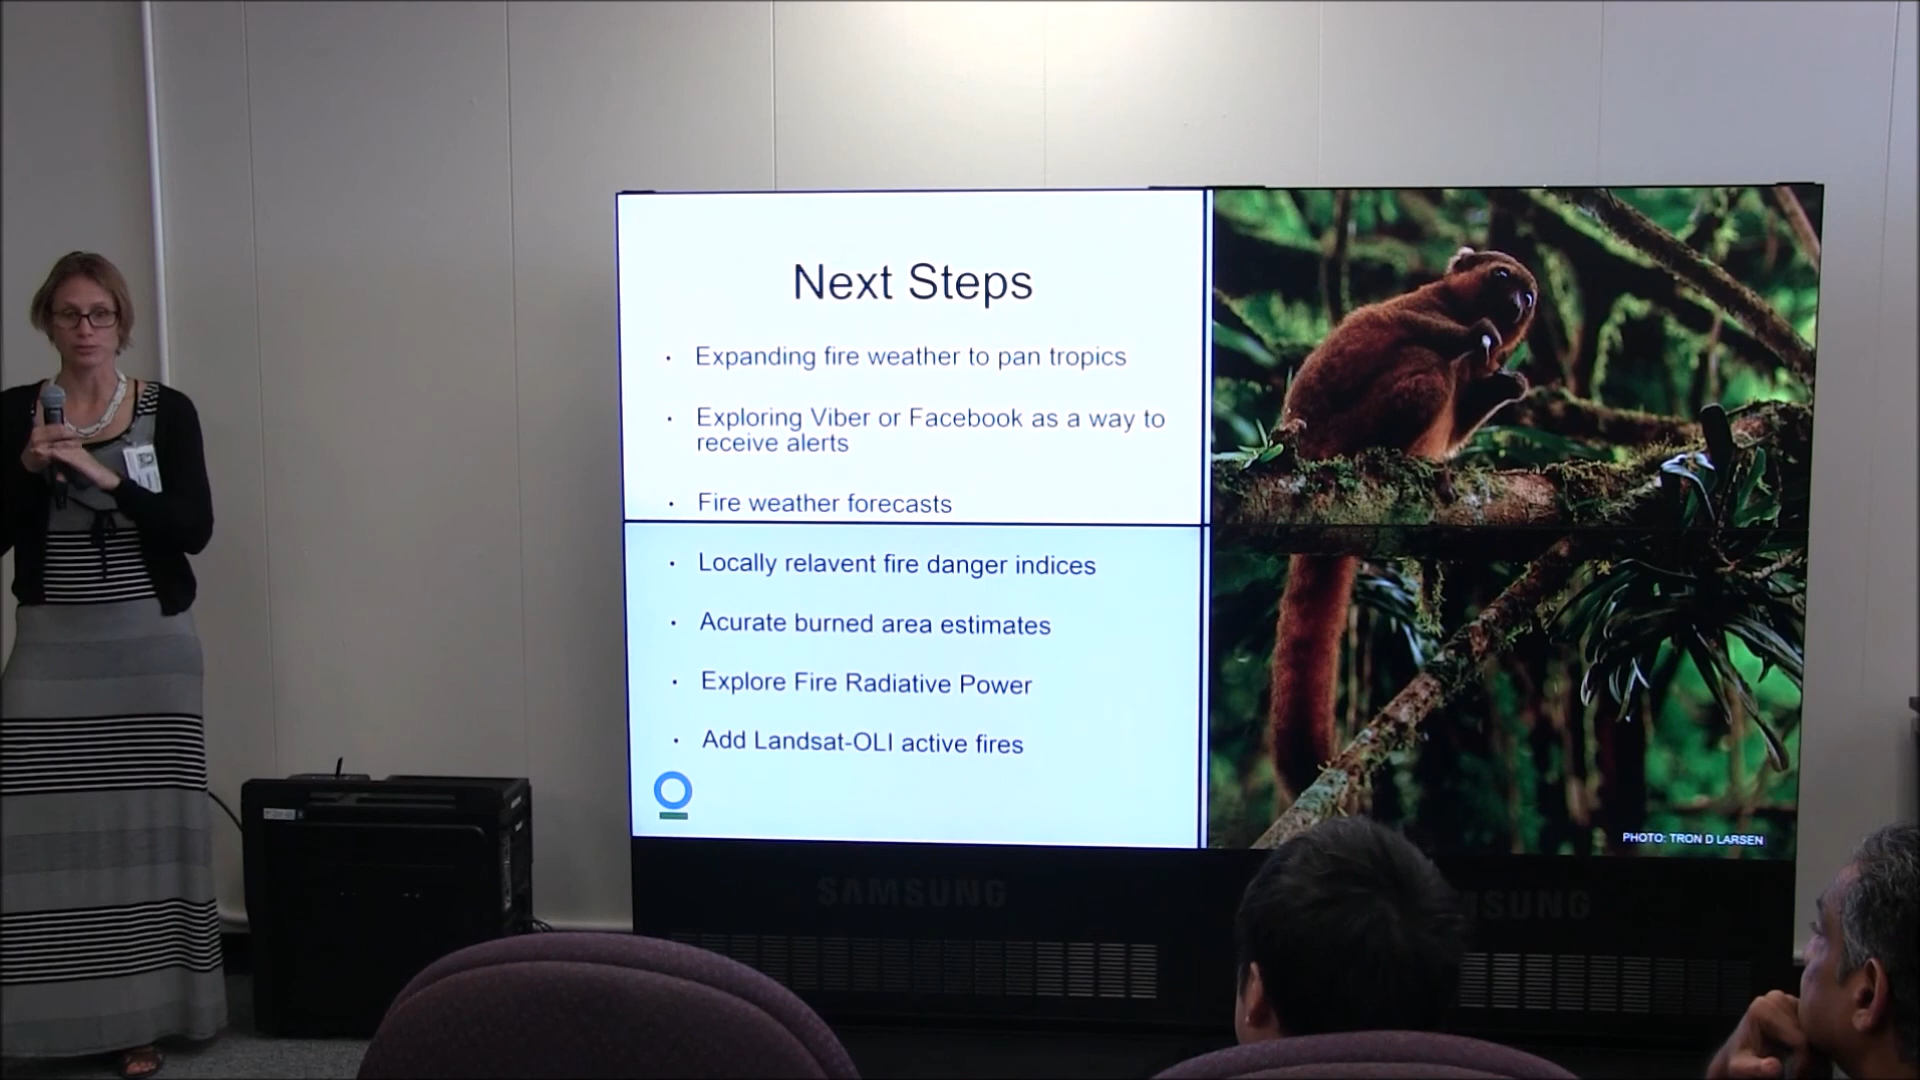 Next Steps
• Expanding fire weather to pan tropics
• Exploring Viber or Facebook as a way to
receive alerts
• Fire weather forecasts
• Locally relavent fire danger indices
• Acurate burned area estimates
• Explore Fire Radiative Power
• Add Landsat-OLI active fires
PHOTO: TROND LARSEN
SAMSUNG
SUNG